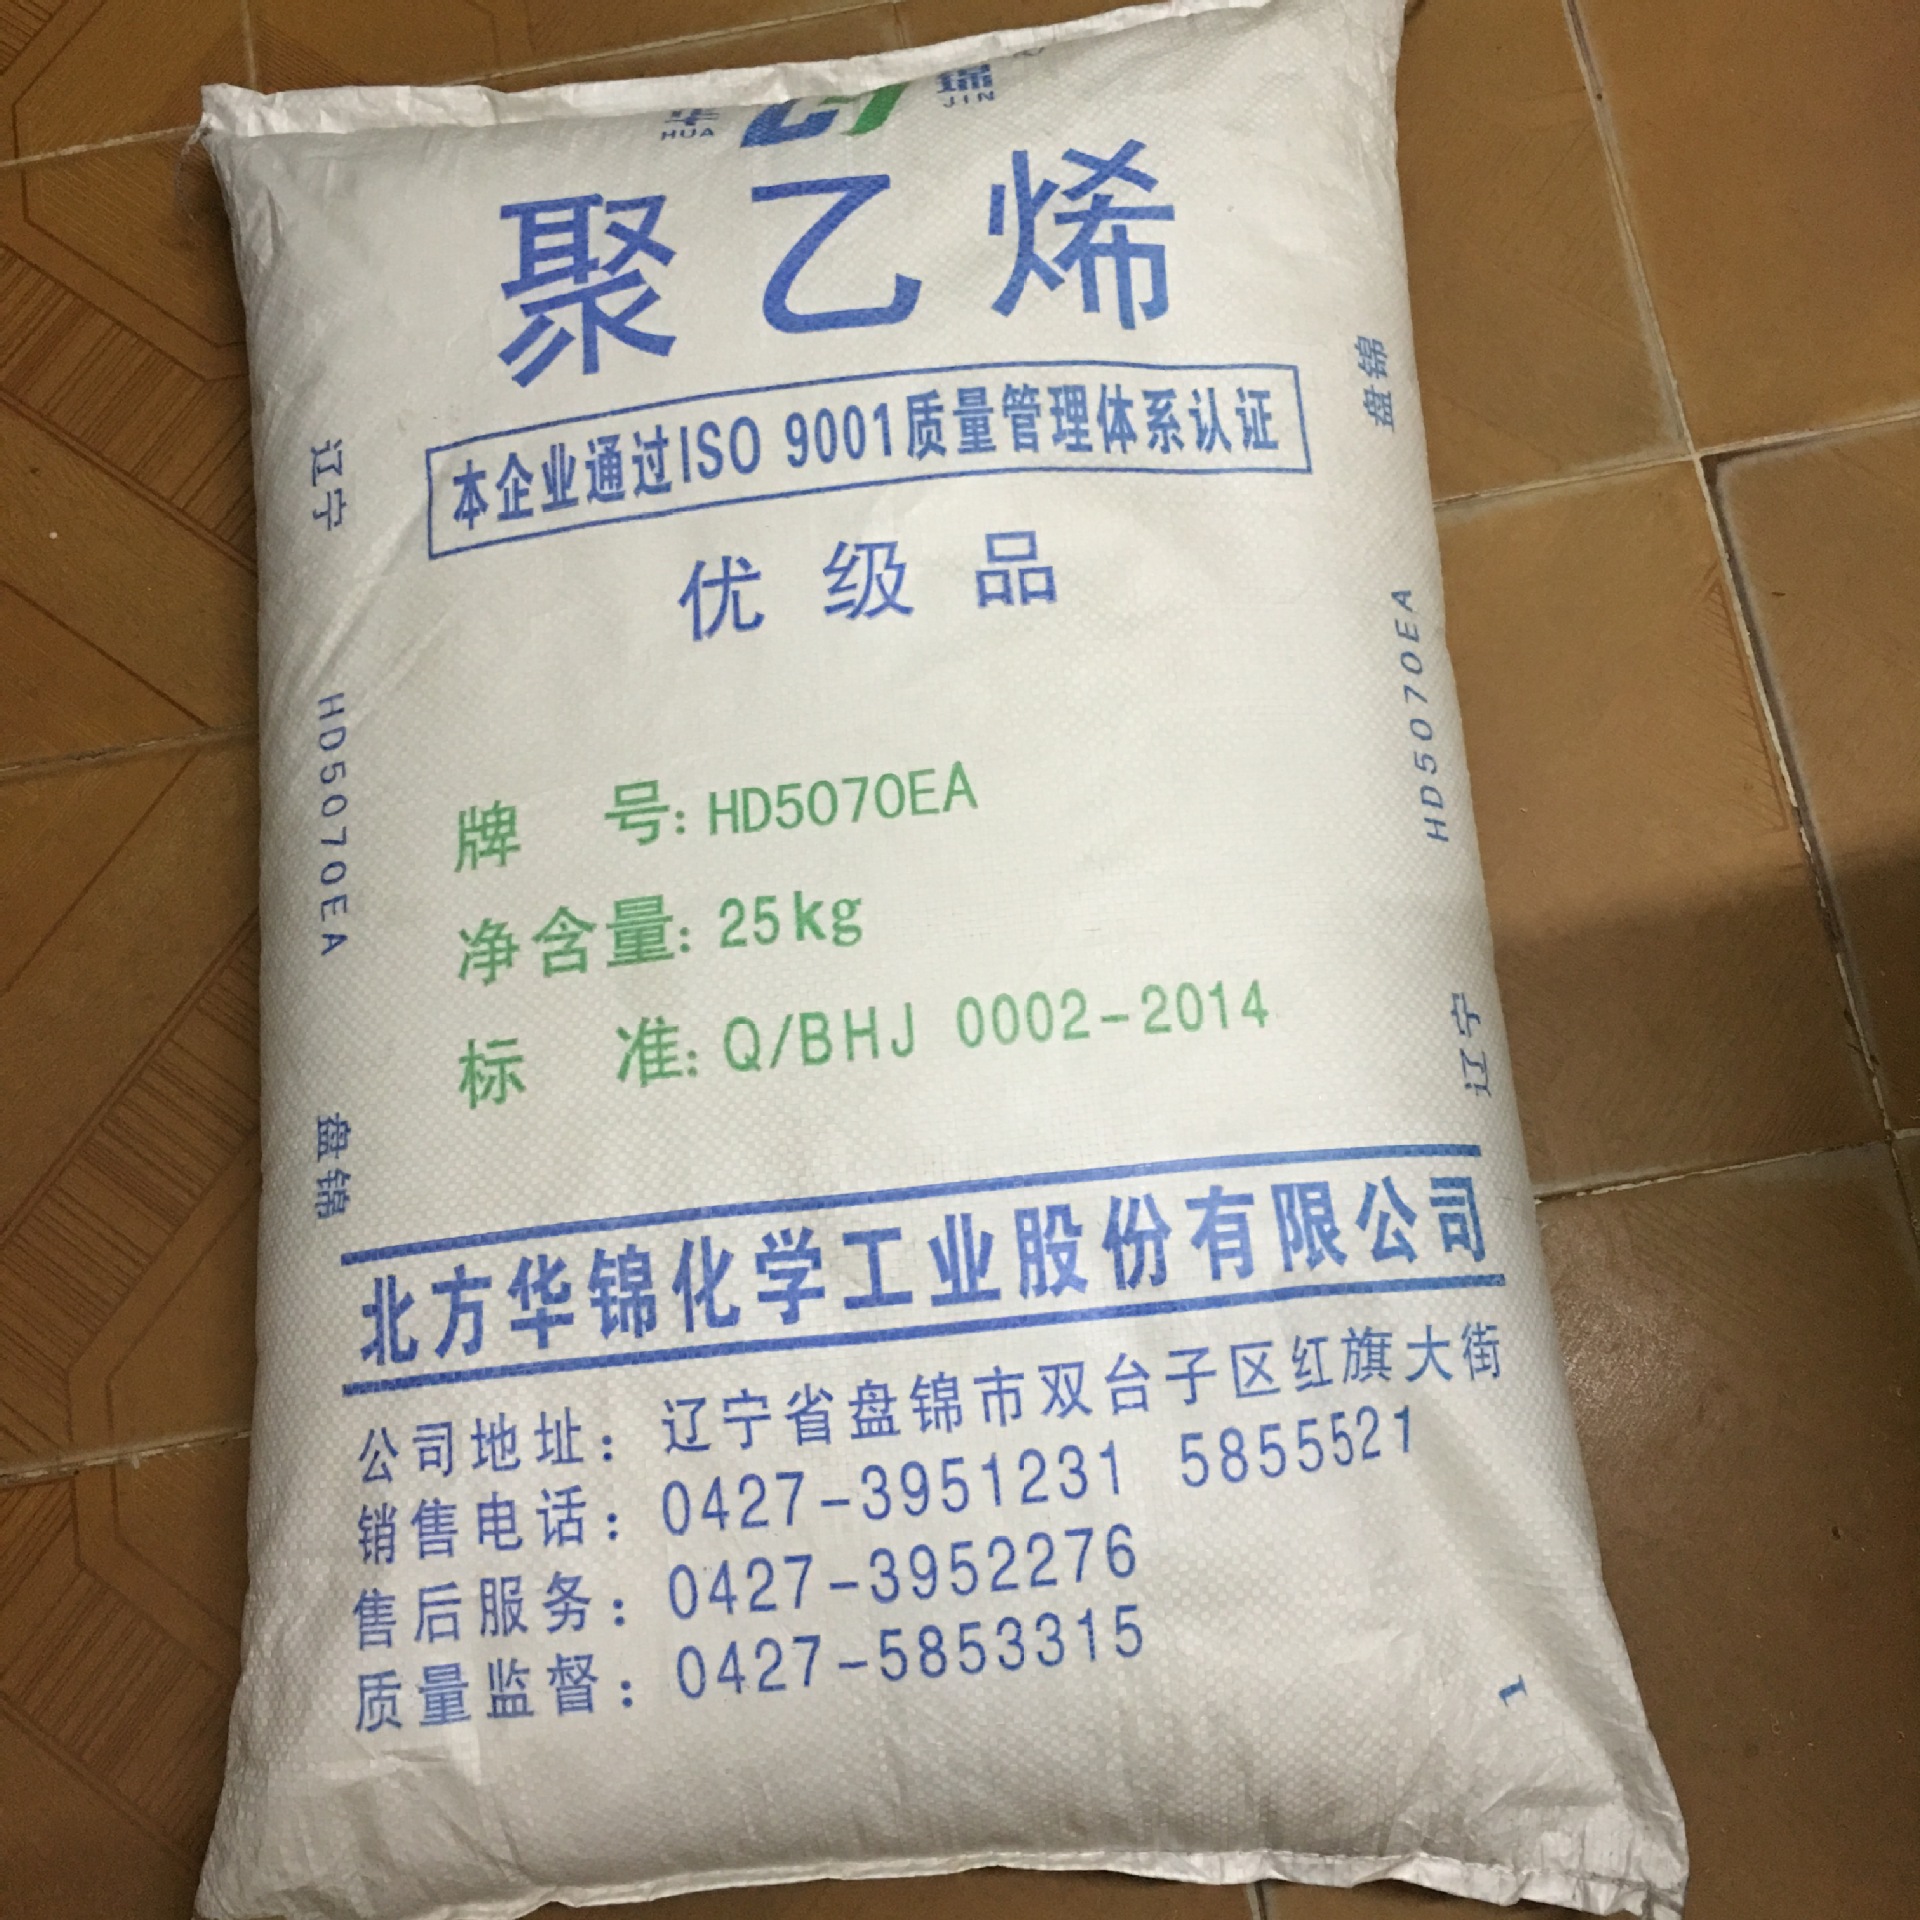 华 锦
HUA JIN
聚乙烯
本企业通过ISO 9001质量管理体系认证
优级品
牌 号: HD5070EA
净含量: 25kg
标 准: Q/BHJ 0002-2014
北方华锦化学工业股份有限公司
公司地址: 辽宁省盘锦市双台子区红旗大街
销售电话: 0427-3951231 5855521
售后服务: 0427-3952276
质量监督: 0427-5853315
辽宁 HD5070EA 盘锦
辽宁 HD5070EA 盘锦
1